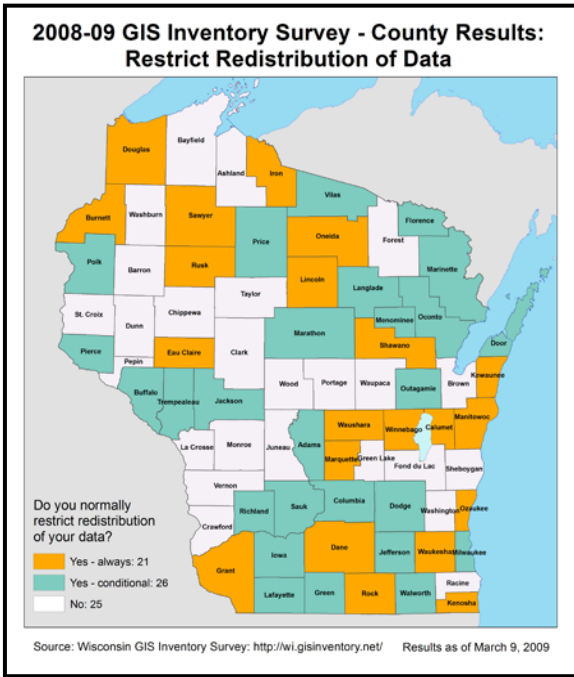 2008-09 GIS Inventory Survey - County Results:
Restrict Redistribution of Data
Bayfield
Douglas
Ashland
Iron
Vilas
Burnett
Washburn
Sawyer
Florence
Oneida
Forest
Price
Polk
Rusk
Marinette
Barron
Lincoln
Langlade
Taylor
St. Croix
Chippewa
Oconto
Menominee
Dunn
Marathon
Door
Pierce
Eau Claire
Clark
Shawano
Pepin
Kewaunee
Buffalo
Wood
Portage
Waupaca
Outagamie
Brown
Trempealeau
Jackson
Manitowoc
Waushara
Winnebago
Calumet
Adams
La Crosse
Monroe
Juneau
Marquette
Green Lake
Fond du Lac
Sheboygan
Vernon
Columbia
Dodge
Washington
Ozaukee
Richland
Sauk
Crawford
Dane
Jefferson
Waukesha
Milwaukee
Iowa
Grant
Racine
Lafayette
Green
Rock
Walworth
Kenosha
Do you normally
restrict redistribution
of your data?
Yes - always: 21
Yes - conditional: 26
No: 25
Source: Wisconsin GIS Inventory Survey: http://wi.gisinventory.net/ Results as of March 9, 2009